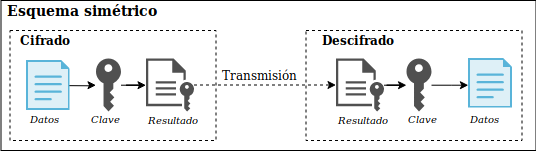 Esquema simétrico
Cifrado
Datos
Clave
Resultado
Transmisión
Descifrado
Resultado
Clave
Datos